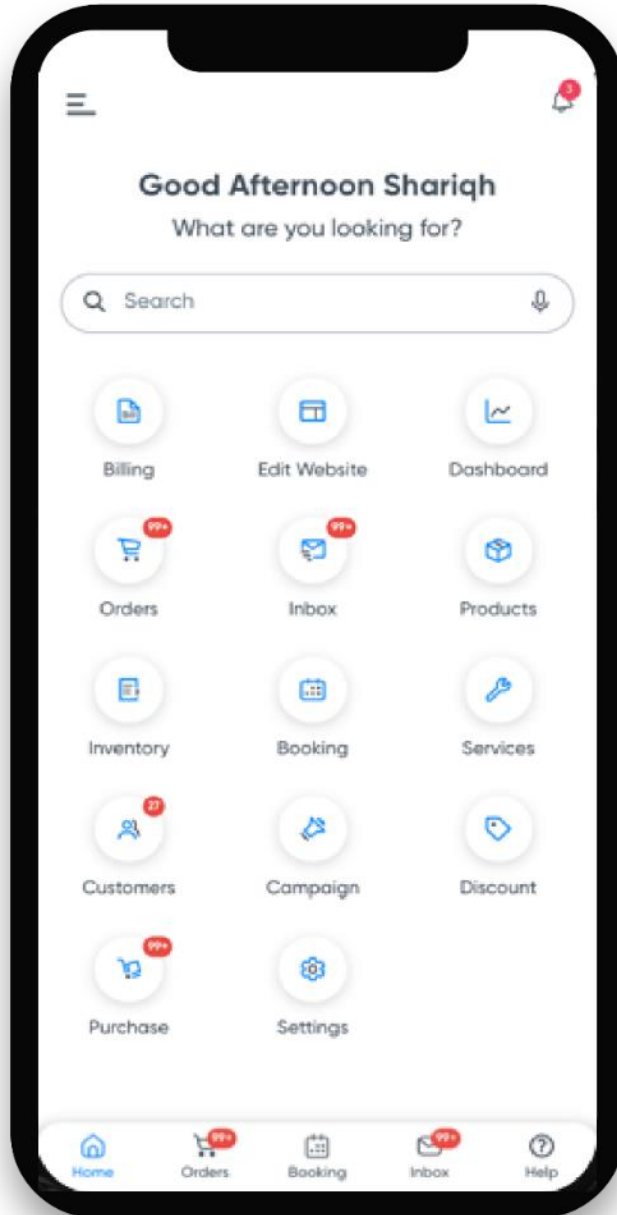 3
Good Afternoon Shariqh
What are you looking for?
Search
Billing Edit Website Dashboard
99+ 99+
Orders Inbox Products
Inventory Booking Services
27
Customers Campaign Discount
99+
Purchase Settings
99+ 99+
Home Orders Booking Inbox Help